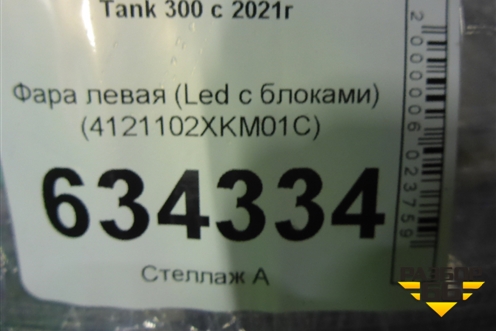 Tank 300 с 2021г
Фара левая (Led с блоками)
(4121102XKM01C)
634334
Стеллаж А
2000006023759